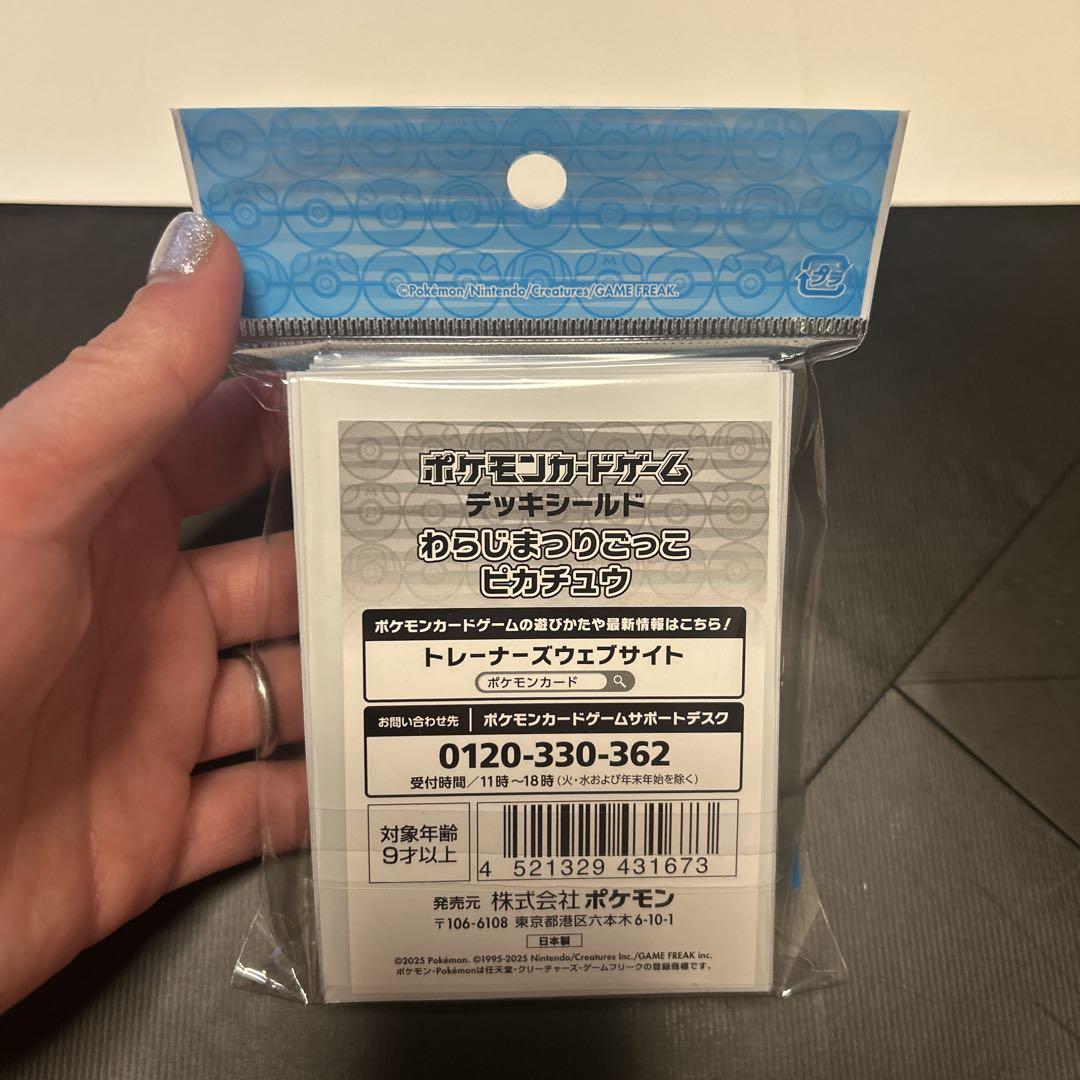 ©Pokémon/Nintendo/Creatures/GAME FREAK.
プラ
ポケモンカードゲーム™
デッキシールド
わらじまつりごっこ
ピカチュウ
ポケモンカードゲームの遊びかたや最新情報はこちら!
トレーナーズウェブサイト
ポケモンカード
お問い合わせ先 ポケモンカードゲームサポートデスク
0120-330-362
受付時間/11時~18時(火・水および年末年始を除く)
対象年齢
9才以上
4 521329 431673
発売元 株式会社 ポケモン
〒106-6108 東京都港区六本木6-10-1
日本製
©2025 Pokémon. ©1995-2025 Nintendo/Creatures Inc./GAME FREAK inc.
ポケモン・Pokémonは任天堂・クリーチャーズ・ゲームフリークの登録商標です。